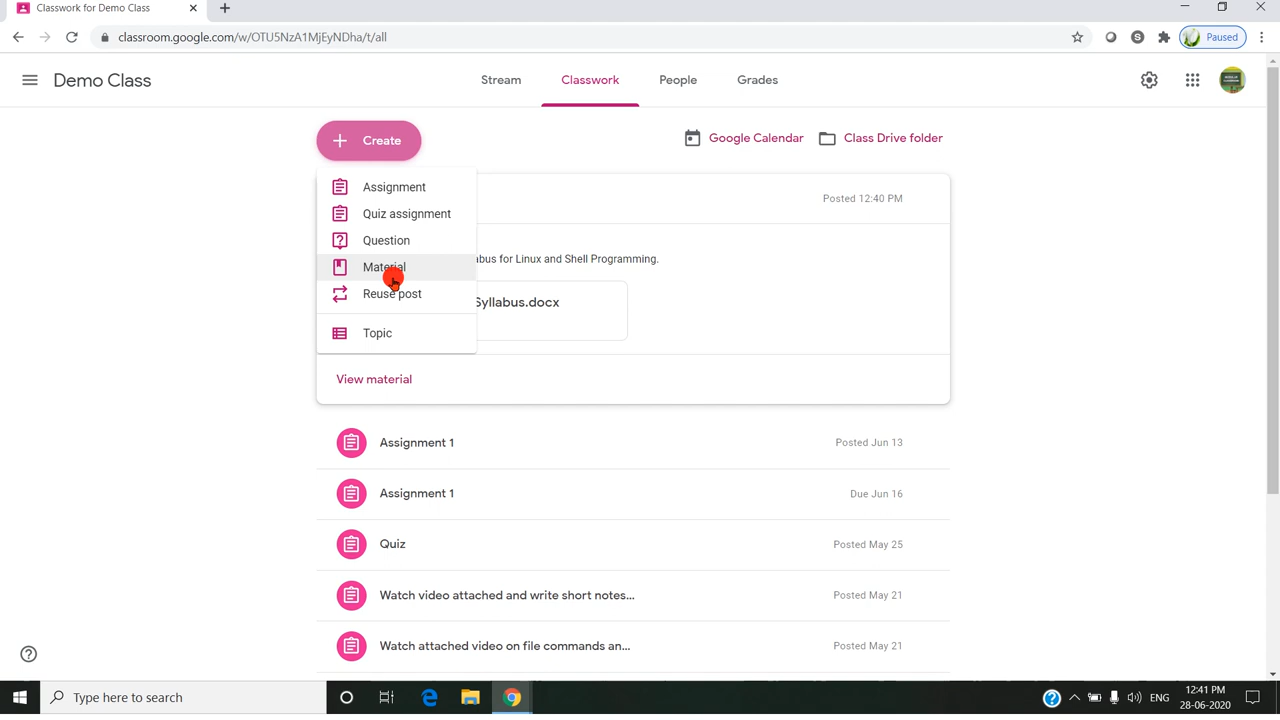 Classwork for Demo Class
classroom.google.com/w/OTU5NzA1MjEyNDha/t/all
S
Paused
Demo Class
Stream
Classwork
People
Grades
Create
Google Calendar
Class Drive folder
Assignment
Quiz assignment
Question
Material
Reuse post
Topic
Posted 12:40 PM
abus for Linux and Shell Programming.
Syllabus.docx
View material
Assignment 1
Posted Jun 13
Assignment 1
Due Jun 16
Quiz
Posted May 25
Watch video attached and write short notes...
Posted May 21
Watch attached video on file commands an...
Posted May 21
Type here to search
ENG
12:41 PM
28-06-2020